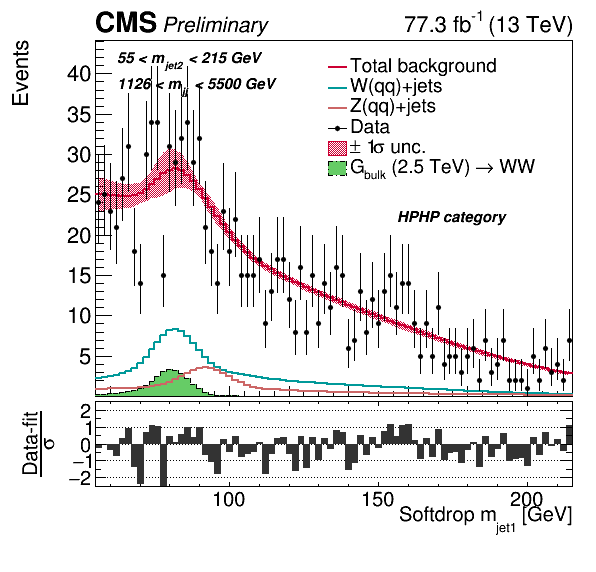 CMS Preliminary 77.3 fb-1 (13 TeV)
Events
55 < mjet2 < 215 GeV
1126 < mjj < 5500 GeV
Total background
W(qq)+jets
Z(qq)+jets
Data
± 1σ unc.
Gbulk (2.5 TeV) → WW
HPHP category
40
35
30
25
20
15
10
5
Data-fit
σ
2
1
0
−1
−2
100 150 200
Softdrop mjet1 [GeV]